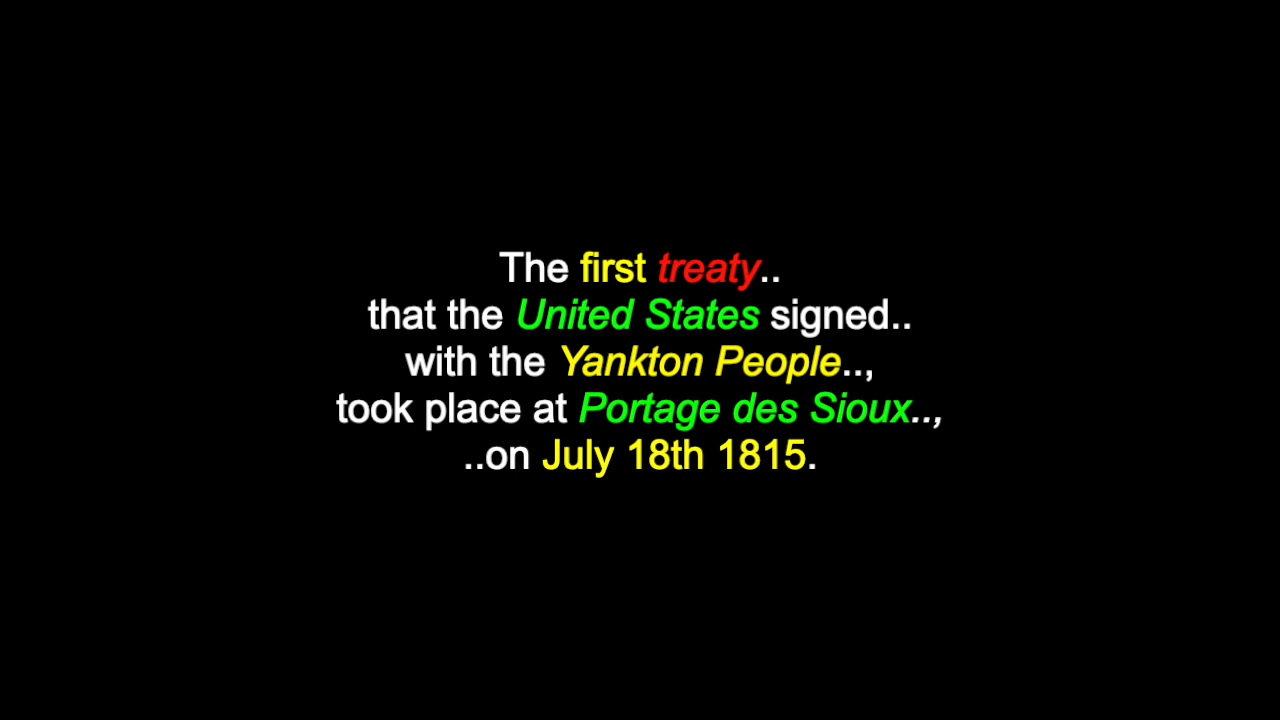 The first treaty..
that the United States signed..
with the Yankton People..,
took place at Portage des Sioux..,
..on July 18th 1815.